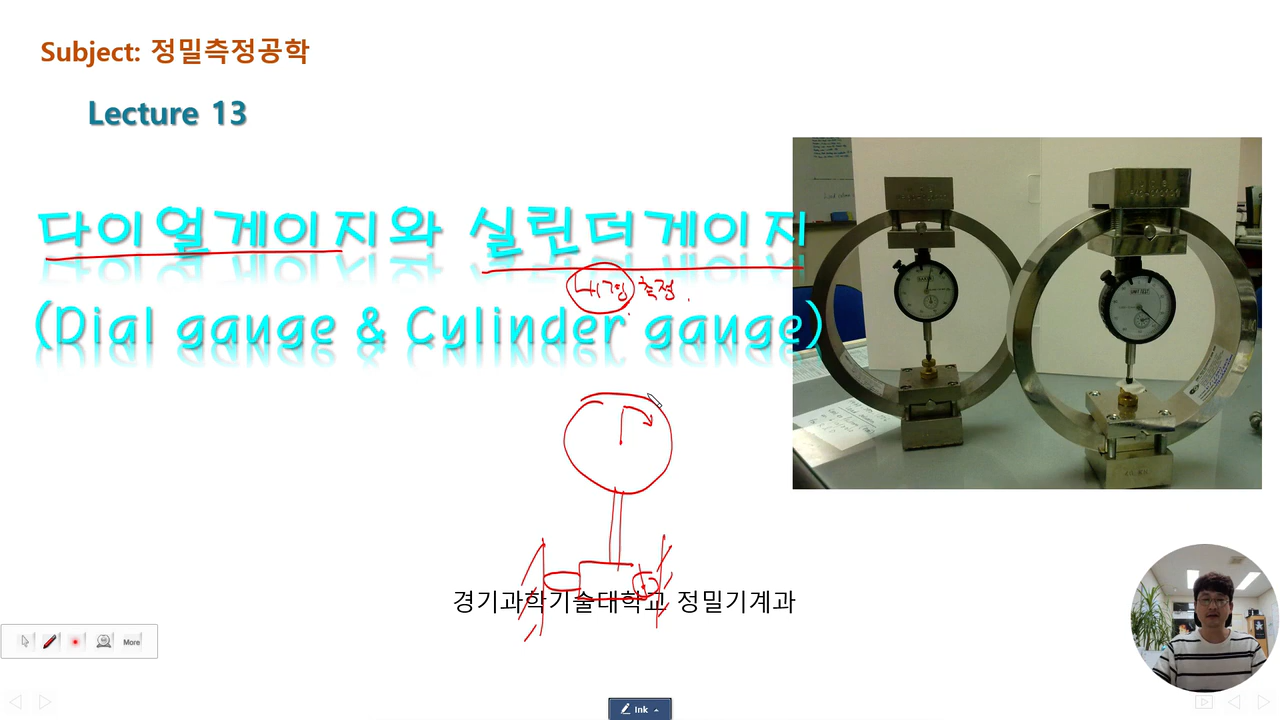 Subject: 정밀측정공학
Lecture 13
다이얼게이지와 실린더게이지
내경 측정.
(Dial gauge & Cylinder gauge)
경기과학기술대학교 정밀기계과
More
Ink